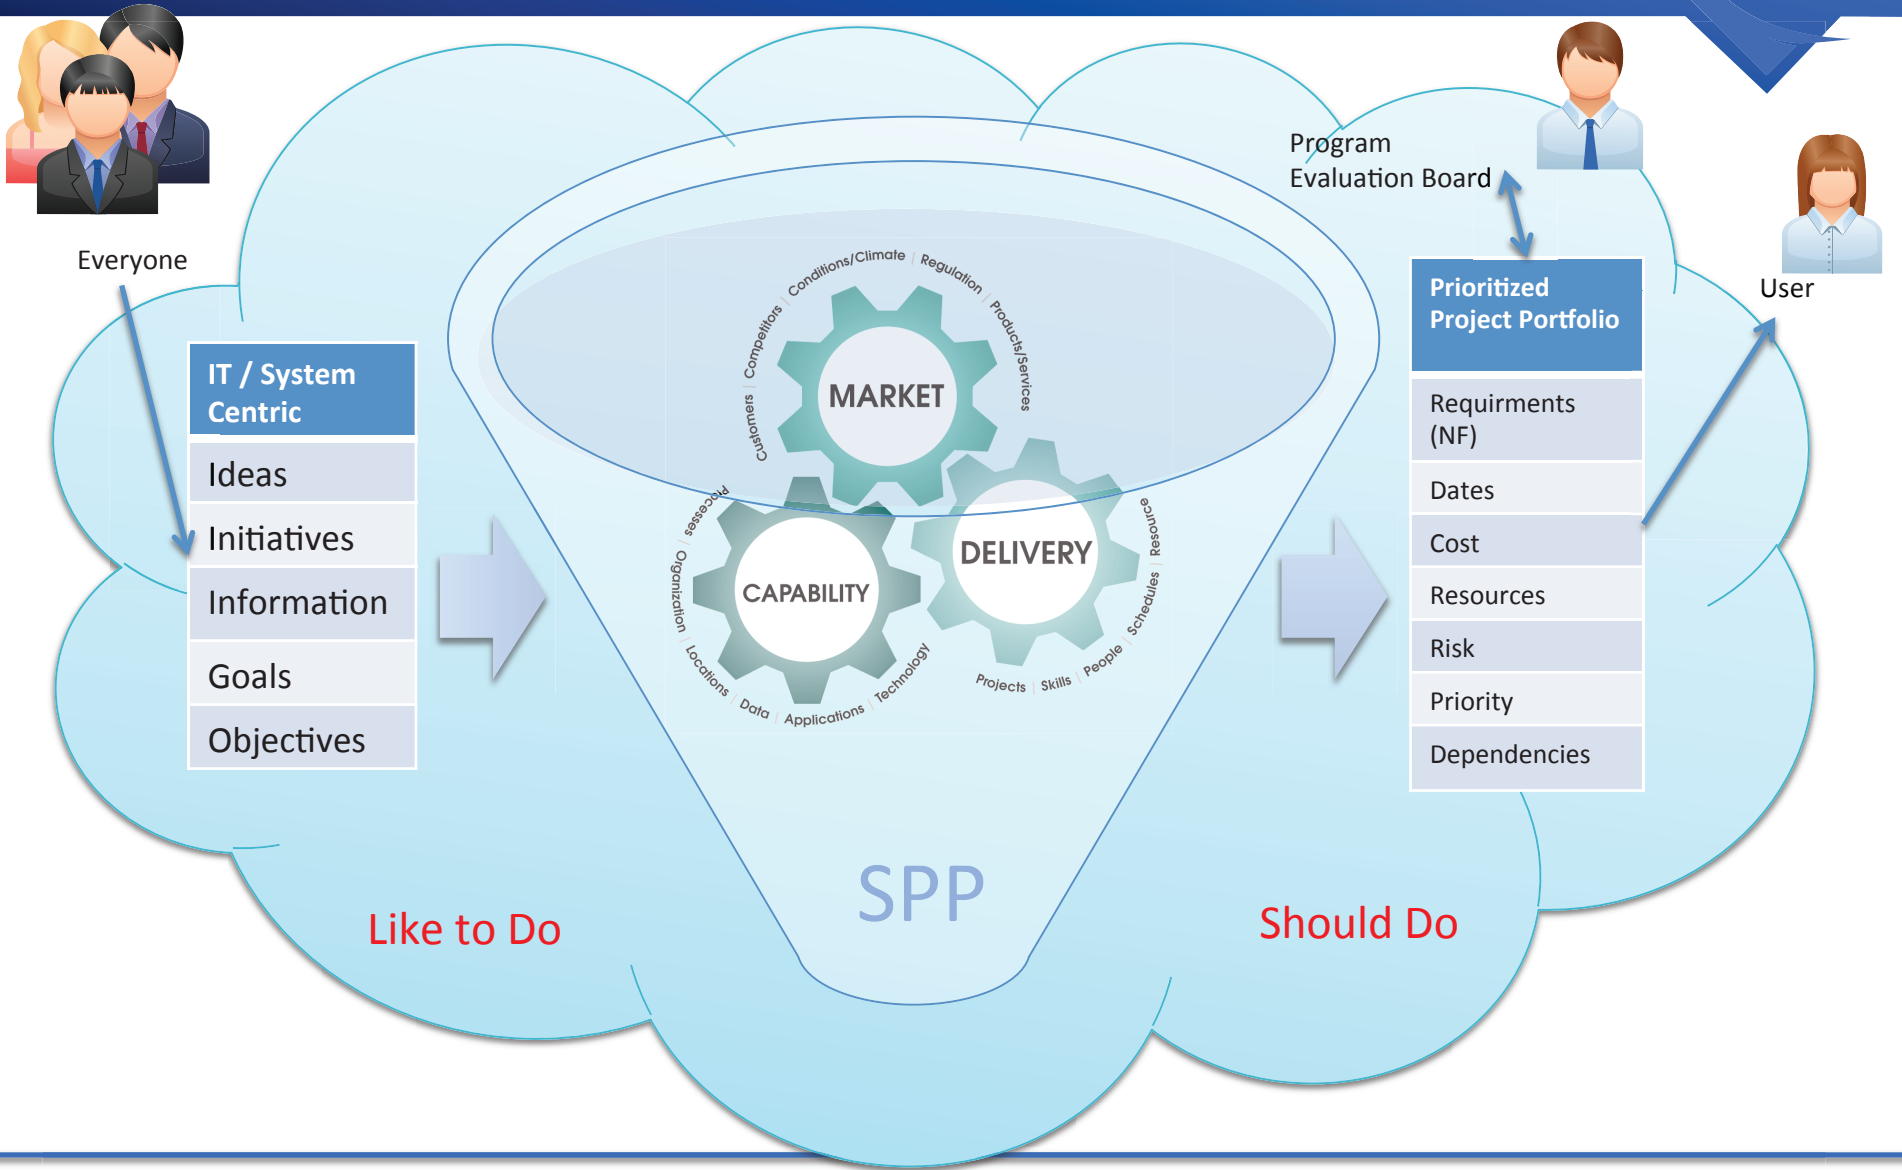 Everyone
IT / System
Centric
Ideas
Initiatives
Information
Goals
Objectives
Like to Do
Customers | Competitors | Conditions/Climate | Regulation | Products/Services
MARKET
Processes | Organization | Locations | Data | Applications | Technology
CAPABILITY
Projects | Skills | People | Schedules | Resource
DELIVERY
SPP
Program
Evaluation Board
Prioritized
Project Portfolio
Requirments
(NF)
Dates
Cost
Resources
Risk
Priority
Dependencies
User
Should Do